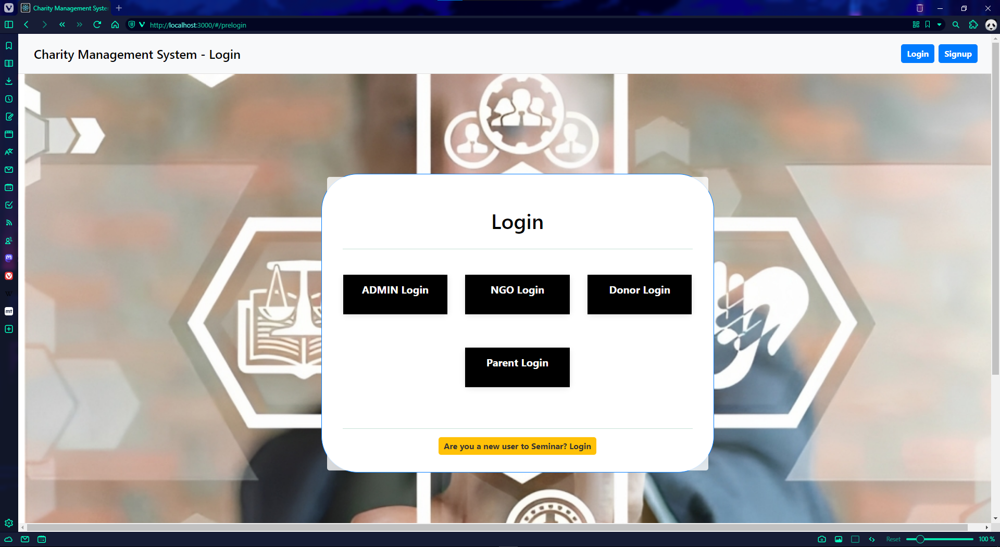 Charity Management Syste
http://localhost:3000/#/prelogin
Charity Management System - Login
Login
Signup
Login
ADMIN Login
NGO Login
Donor Login
Parent Login
Are you a new user to Seminar? Login
Reset
100 %